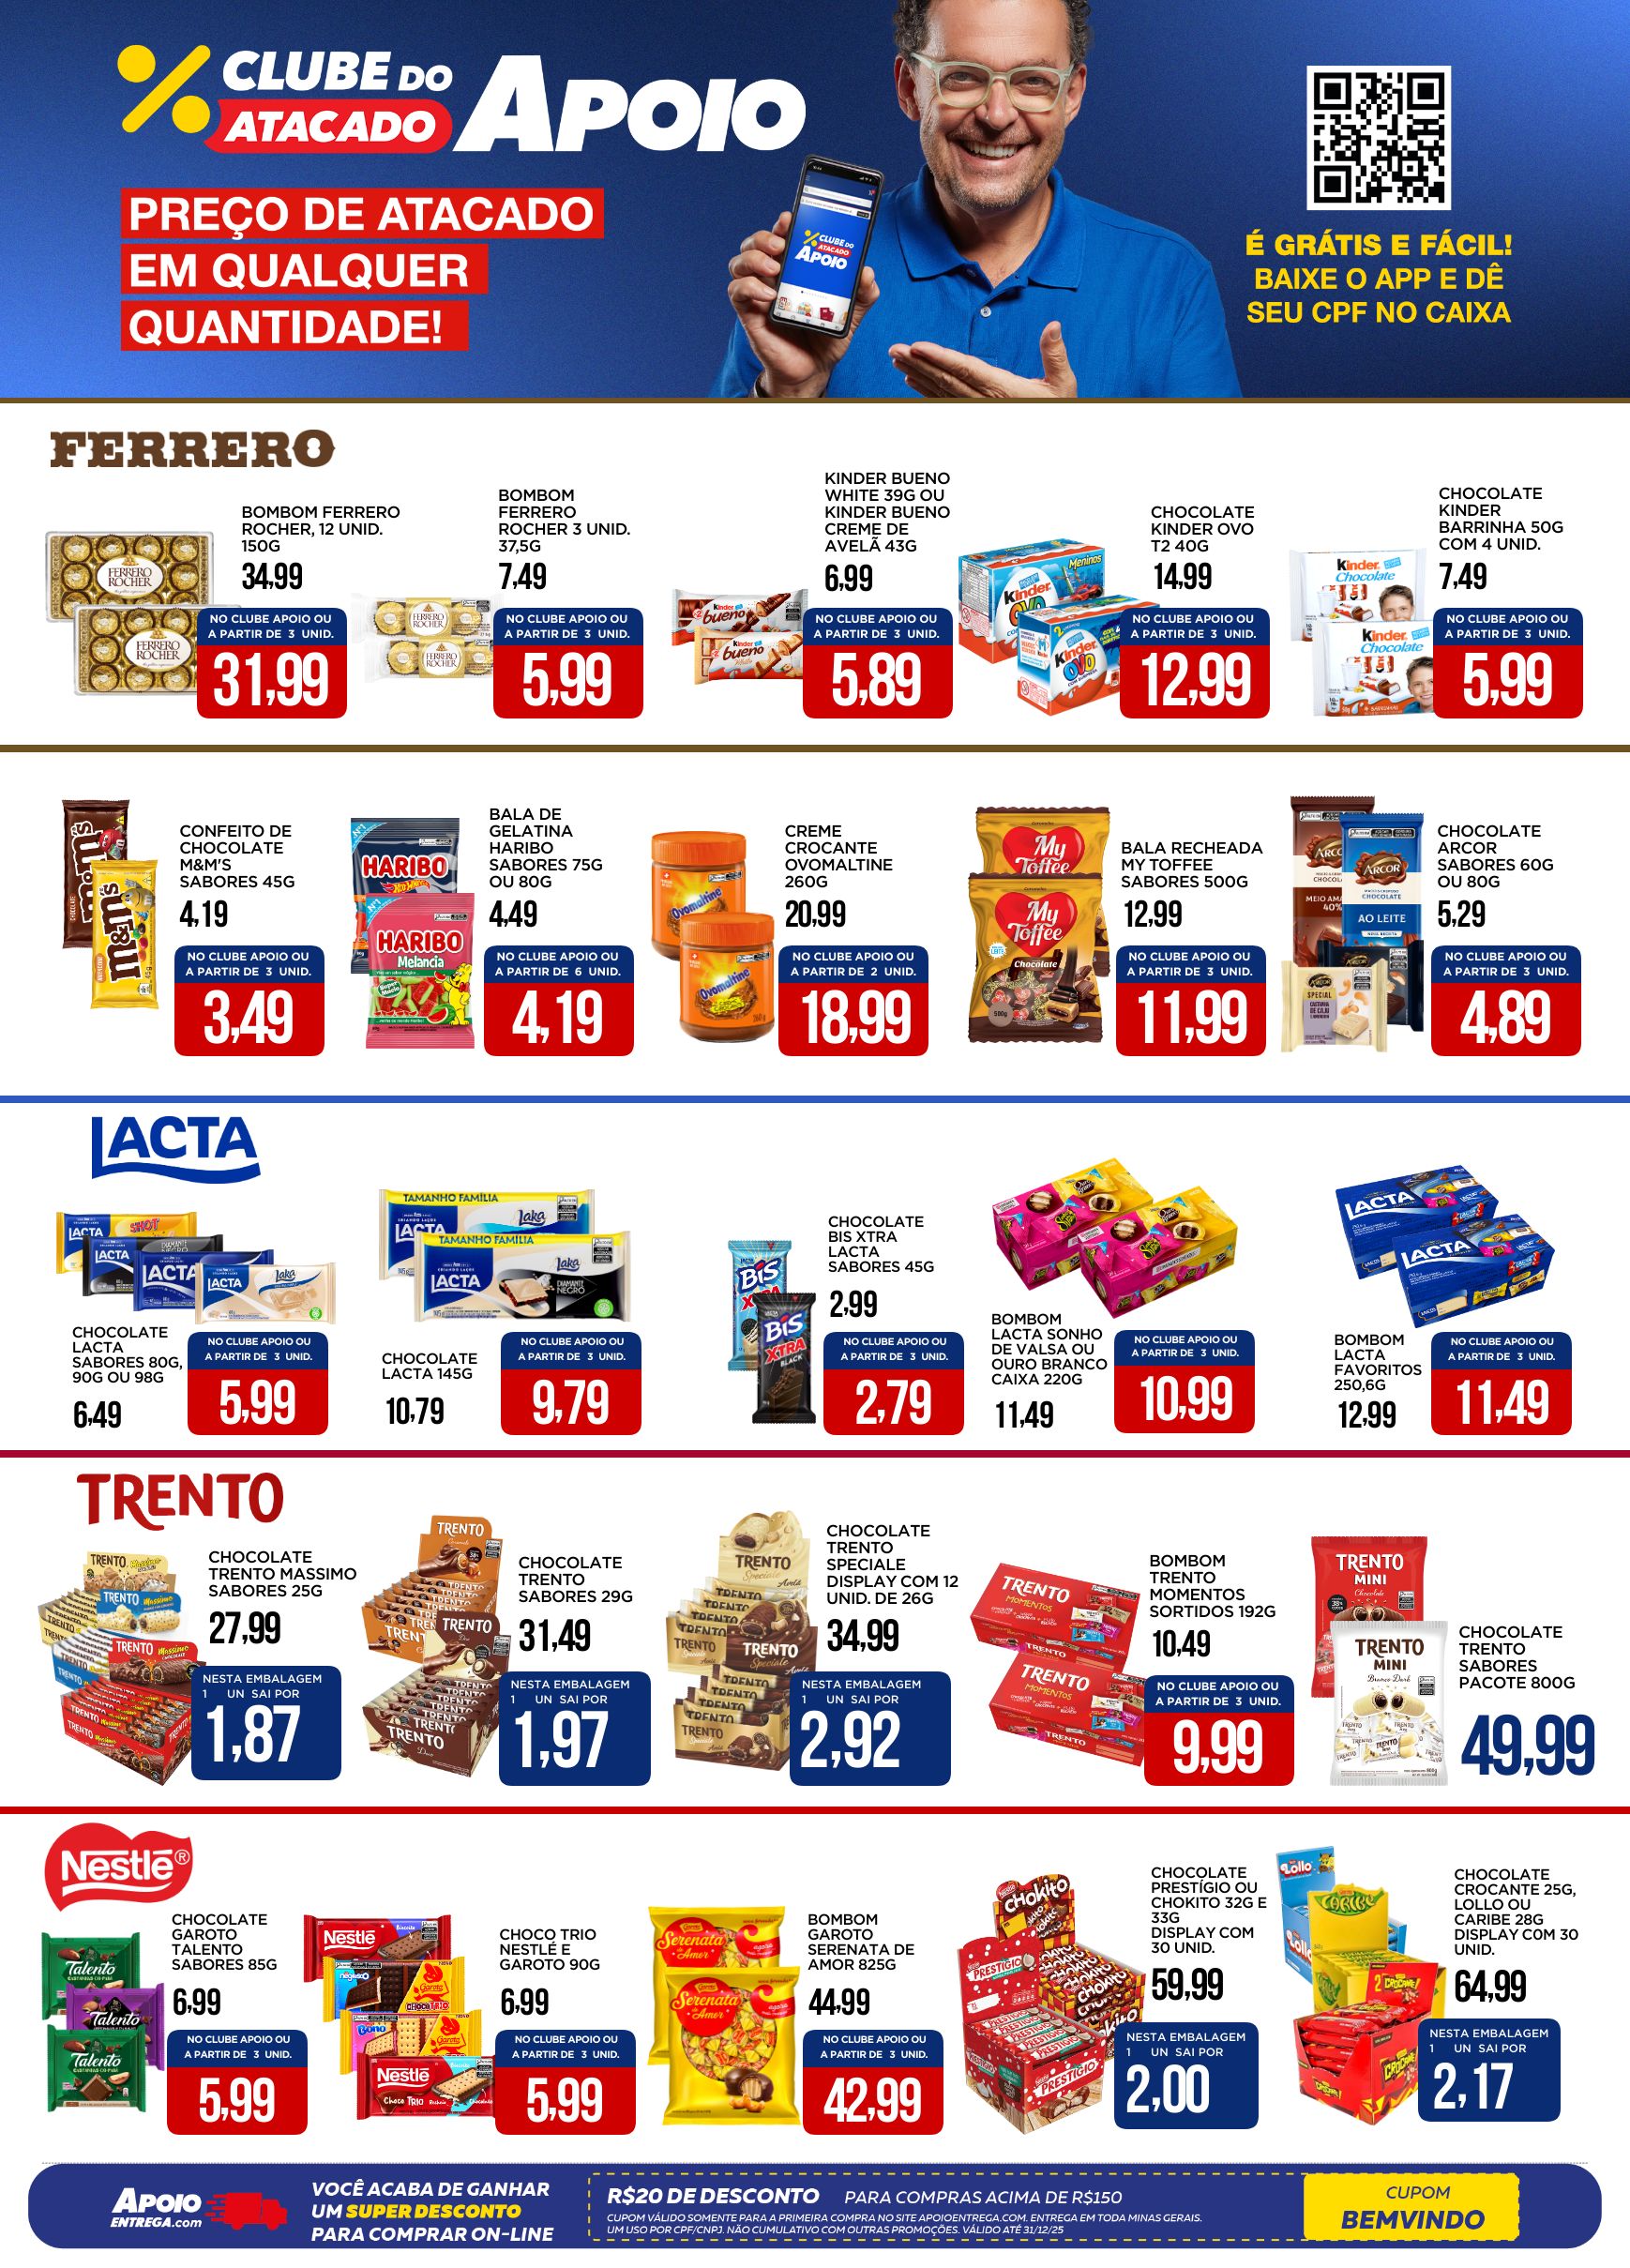 CLUBE DO
ATACADO
APOIO
PREÇO DE ATACADO
EM QUALQUER
QUANTIDADE!
CLUBE DO
ATACADO
APOIO
É GRÁTIS E FÁCIL!
BAIXE O APP E DÊ
SEU CPF NO CAIXA
FERRERO
BOMBOM FERRERO
ROCHER, 12 UNID.
150G
34,99
NO CLUBE APOIO OU
A PARTIR DE 3 UNID.
31,99
BOMBOM
FERRERO
ROCHER 3 UNID.
37,5G
7,49
NO CLUBE APOIO OU
A PARTIR DE 3 UNID.
5,99
KINDER BUENO
WHITE 39G OU
KINDER BUENO
CREME DE
AVELÃ 43G
6,99
NO CLUBE APOIO OU
A PARTIR DE 3 UNID.
5,89
CHOCOLATE
KINDER OVO
T2 40G
14,99
NO CLUBE APOIO OU
A PARTIR DE 3 UNID.
12,99
CHOCOLATE
KINDER
BARRINHA 50G
COM 4 UNID.
7,49
NO CLUBE APOIO OU
A PARTIR DE 3 UNID.
5,99
CONFEITO DE
CHOCOLATE
M&M'S
SABORES 45G
4,19
NO CLUBE APOIO OU
A PARTIR DE 3 UNID.
3,49
BALA DE
GELATINA
HARIBO
SABORES 75G
OU 80G
4,49
NO CLUBE APOIO OU
A PARTIR DE 6 UNID.
4,19
CREME
CROCANTE
OVOMALTINE
260G
20,99
NO CLUBE APOIO OU
A PARTIR DE 2 UNID.
18,99
BALA RECHEADA
MY TOFFEE
SABORES 500G
12,99
NO CLUBE APOIO OU
A PARTIR DE 3 UNID.
11,99
CHOCOLATE
ARCOR
SABORES 60G
OU 80G
5,29
NO CLUBE APOIO OU
A PARTIR DE 3 UNID.
4,89
LACTA
CHOCOLATE
LACTA
SABORES 80G,
90G OU 98G
6,49
NO CLUBE APOIO OU
A PARTIR DE 3 UNID.
5,99
TAMANHO FAMÍLIA
TAMANHO FAMÍLIA
CHOCOLATE
LACTA 145G
10,79
NO CLUBE APOIO OU
A PARTIR DE 3 UNID.
9,79
CHOCOLATE
BIS XTRA
LACTA
SABORES 45G
2,99
NO CLUBE APOIO OU
A PARTIR DE 3 UNID.
2,79
BOMBOM
LACTA SONHO
DE VALSA OU
OURO BRANCO
CAIXA 220G
11,49
NO CLUBE APOIO OU
A PARTIR DE 3 UNID.
10,99
BOMBOM
LACTA
FAVORITOS
250,6G
12,99
NO CLUBE APOIO OU
A PARTIR DE 3 UNID.
11,49
TRENTO
CHOCOLATE
TRENTO MASSIMO
SABORES 25G
27,99
NESTA EMBALAGEM
1 UN SAI POR
1,87
CHOCOLATE
TRENTO
SABORES 29G
31,49
NESTA EMBALAGEM
1 UN SAI POR
1,97
CHOCOLATE
TRENTO
SPECIALE
DISPLAY COM 12
UNID. DE 26G
34,99
NESTA EMBALAGEM
1 UN SAI POR
2,92
BOMBOM
TRENTO
MOMENTOS
SORTIDOS 192G
10,49
NO CLUBE APOIO OU
A PARTIR DE 3 UNID.
9,99
CHOCOLATE
TRENTO
SABORES
PACOTE 800G
49,99
Nestlé®
CHOCOLATE
GAROTO
TALENTO
SABORES 85G
6,99
NO CLUBE APOIO OU
A PARTIR DE 3 UNID.
5,99
CHOCO TRIO
NESTLÉ E
GAROTO 90G
6,99
NO CLUBE APOIO OU
A PARTIR DE 3 UNID.
5,99
BOMBOM
GAROTO
SERENATA DE
AMOR 825G
44,99
NO CLUBE APOIO OU
A PARTIR DE 3 UNID.
42,99
CHOCOLATE
PRESTÍGIO OU
CHOKITO 32G E
33G
DISPLAY COM
30 UNID.
59,99
NESTA EMBALAGEM
1 UN SAI POR
2,00
CHOCOLATE
CROCANTE 25G,
LOLLO OU
CARIBE 28G
DISPLAY COM 30
UNID.
64,99
NESTA EMBALAGEM
1 UN SAI POR
2,17
APOIO
ENTREGA.com
VOCÊ ACABA DE GANHAR
UM SUPER DESCONTO
PARA COMPRAR ON-LINE
R$20 DE DESCONTO PARA COMPRAS ACIMA DE R$150
CUPOM VÁLIDO SOMENTE PARA A PRIMEIRA COMPRA NO SITE APOIOENTREGA.COM. ENTREGA EM TODA MINAS GERAIS.
UM USO POR CPF/CNPJ. NÃO CUMULATIVO COM OUTRAS PROMOÇÕES. VÁLIDO ATÉ 31/12/25
CUPOM
BEMVINDO